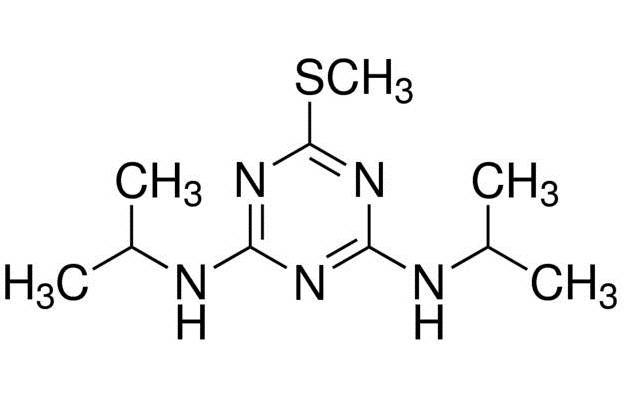 SCH₃
CH₃ N N CH₃
H₃C N N N CH₃
H H